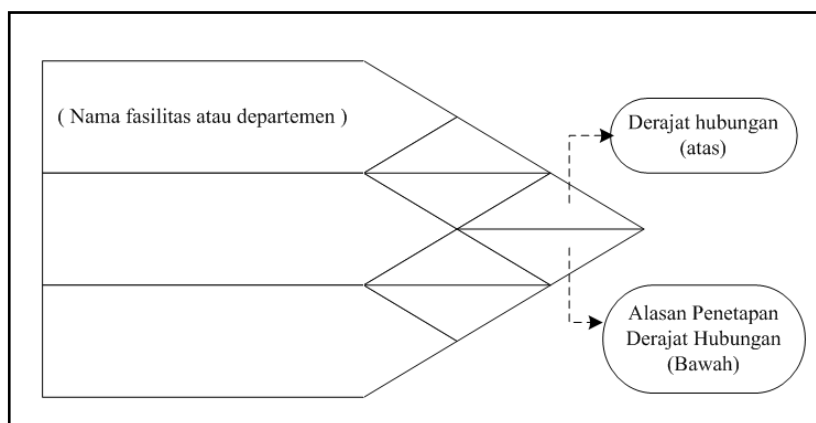 ( Nama fasilitas atau departemen )
Derajat hubungan
(atas)
Alasan Penetapan
Derajat Hubungan
(Bawah)